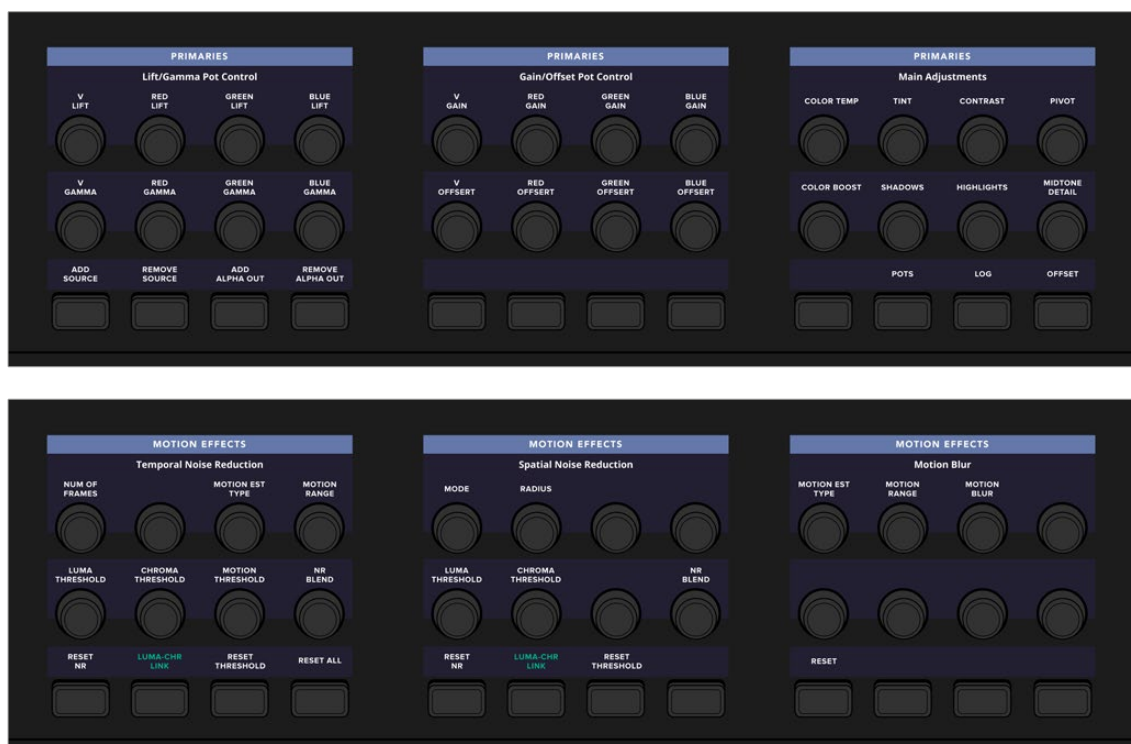 PRIMARIES
Lift/Gamma Pot Control
V LIFT
RED LIFT
GREEN LIFT
BLUE LIFT
V GAMMA
RED GAMMA
GREEN GAMMA
BLUE GAMMA
ADD SOURCE
REMOVE SOURCE
ADD ALPHA OUT
REMOVE ALPHA OUT
PRIMARIES
Gain/Offset Pot Control
V GAIN
RED GAIN
GREEN GAIN
BLUE GAIN
V OFFSERT
RED OFFSERT
GREEN OFFSERT
BLUE OFFSERT
PRIMARIES
Main Adjustments
COLOR TEMP
TINT
CONTRAST
PIVOT
COLOR BOOST
SHADOWS
HIGHLIGHTS
MIDTONE DETAIL
POTS
LOG
OFFSET
MOTION EFFECTS
Temporal Noise Reduction
NUM OF FRAMES
MOTION EST TYPE
MOTION RANGE
LUMA THRESHOLD
CHROMA THRESHOLD
MOTION THRESHOLD
NR BLEND
RESET NR
LUMA-CHR LINK
RESET THRESHOLD
RESET ALL
MOTION EFFECTS
Spatial Noise Reduction
MODE
RADIUS
LUMA THRESHOLD
CHROMA THRESHOLD
NR BLEND
RESET NR
LUMA-CHR LINK
RESET THRESHOLD
MOTION EFFECTS
Motion Blur
MOTION EST TYPE
MOTION RANGE
MOTION BLUR
RESET